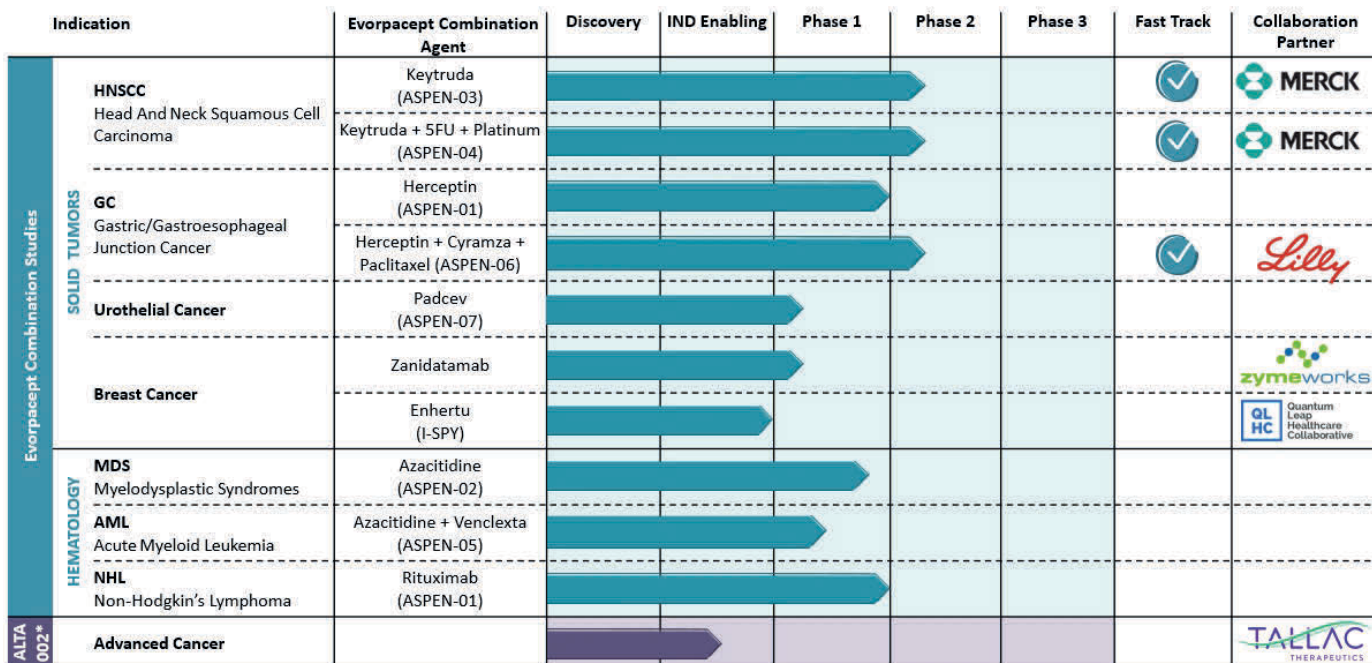 Indication
Evorpacept Combination
Agent
Discovery
IND Enabling
Phase 1
Phase 2
Phase 3
Fast Track
Collaboration
Partner
Evorpacept Combination Studies
SOLID TUMORS
HNSCC
Head And Neck Squamous Cell
Carcinoma
Keytruda
(ASPEN-03)
MERCK
Keytruda + 5FU + Platinum
(ASPEN-04)
MERCK
GC
Gastric/Gastroesophageal
Junction Cancer
Herceptin
(ASPEN-01)
Herceptin + Cyramza +
Paclitaxel (ASPEN-06)
Lilly
Urothelial Cancer
Padcev
(ASPEN-07)
Breast Cancer
Zanidatamab
zymeworks
Enhertu
(I-SPY)
QL
HC
Quantum
Leap
Healthcare
Collaborative
HEMATOLOGY
MDS
Myelodysplastic Syndromes
Azacitidine
(ASPEN-02)
AML
Acute Myeloid Leukemia
Azacitidine + Venclexta
(ASPEN-05)
NHL
Non-Hodgkin's Lymphoma
Rituximab
(ASPEN-01)
ALTA
002*
Advanced Cancer
TALLAC
THERAPEUTICS